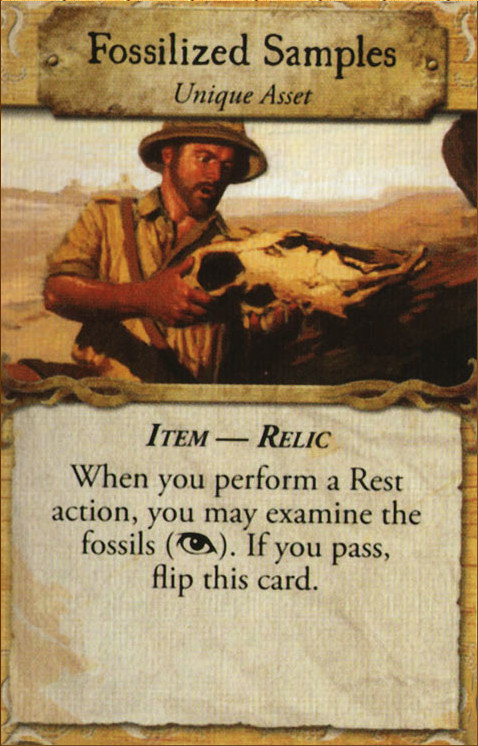 Fossilized Samples
Unique Asset
Item — Relic
When you perform a Rest
action, you may examine the
fossils (). If you pass,
flip this card.